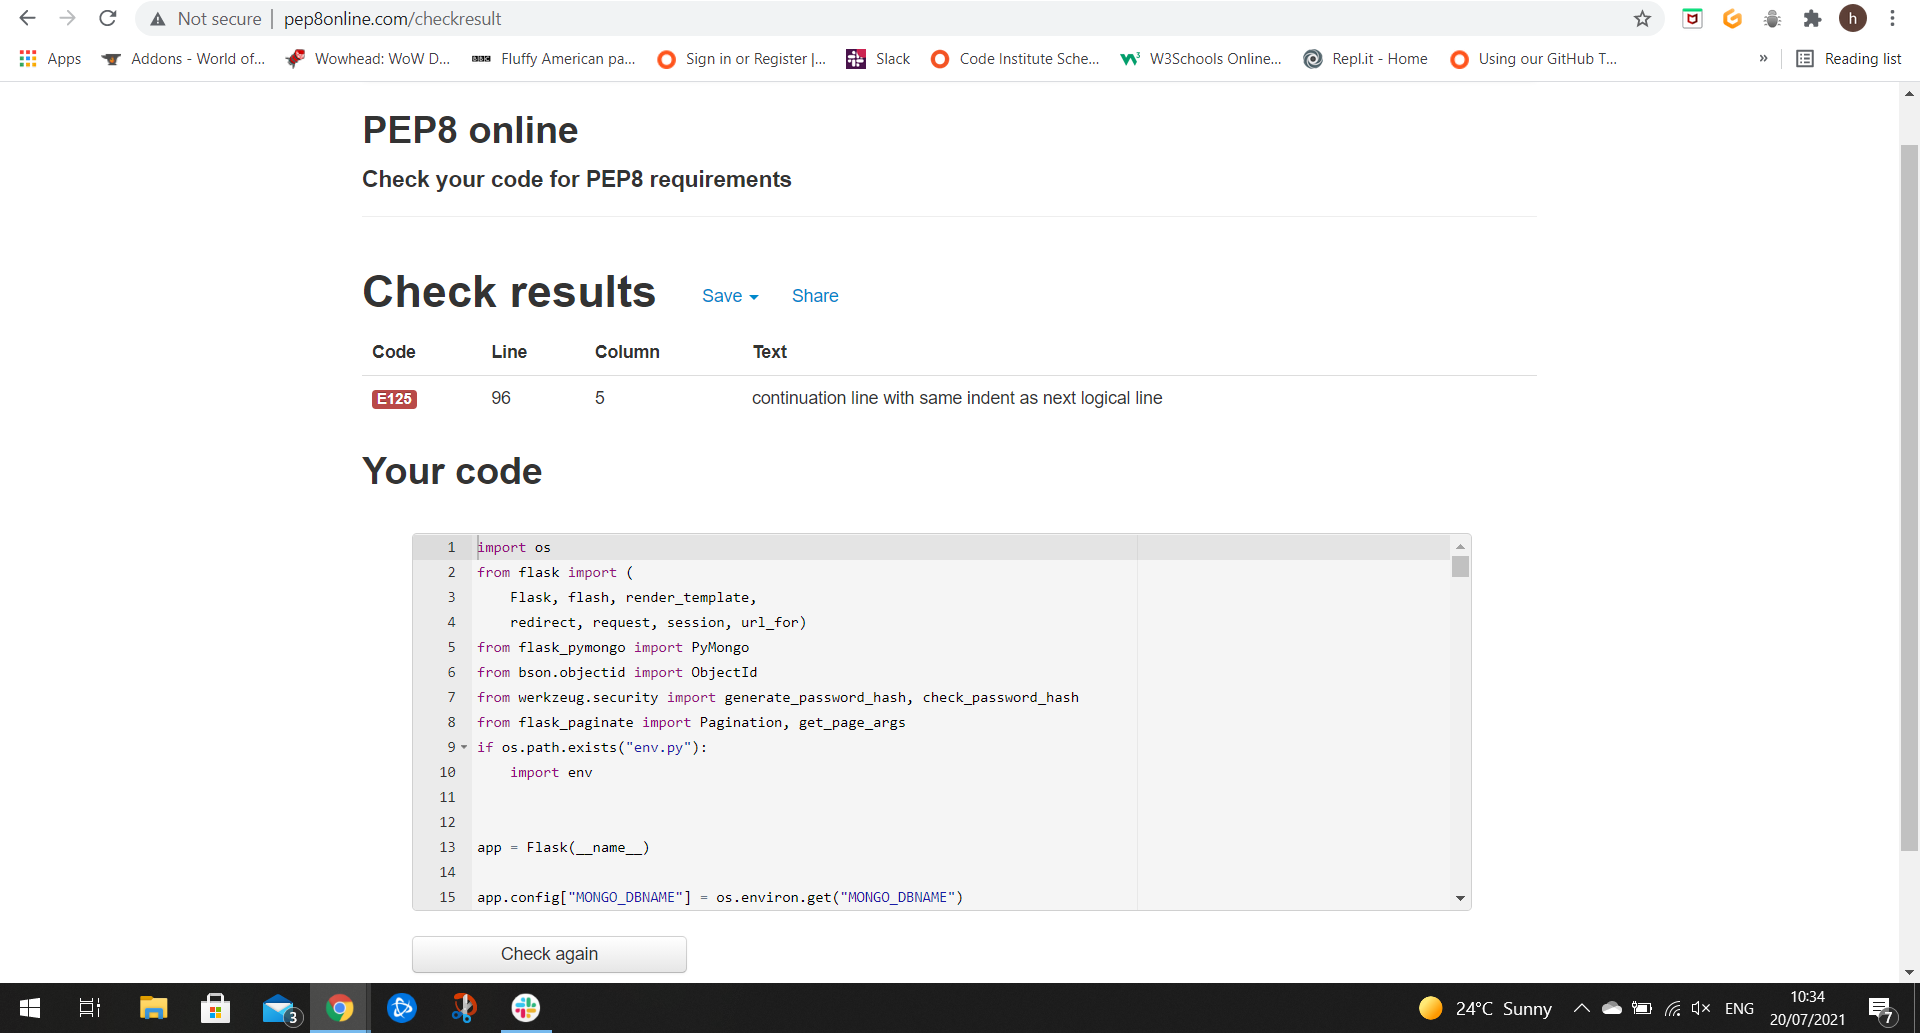 Not secure | pep8online.com/checkresult
h
Apps Addons - World of... Wowhead: WoW D... BBC Fluffy American pa... Sign in or Register |... Slack Code Institute Sche... W3Schools Online... Repl.it - Home Using our GitHub T... » Reading list
PEP8 online
Check your code for PEP8 requirements
Check results Save Share
Code Line Column Text
E125 96 5 continuation line with same indent as next logical line
Your code
1 import os
2 from flask import (
3 Flask, flash, render_template,
4 redirect, request, session, url_for)
5 from flask_pymongo import PyMongo
6 from bson.objectid import ObjectId
7 from werkzeug.security import generate_password_hash, check_password_hash
8 from flask_paginate import Pagination, get_page_args
9 if os.path.exists("env.py"):
10 import env
11
12
13 app = Flask(__name__)
14
15 app.config["MONGO_DBNAME"] = os.environ.get("MONGO_DBNAME")
Check again
3 24°C Sunny ENG 10:34
20/07/2021 7